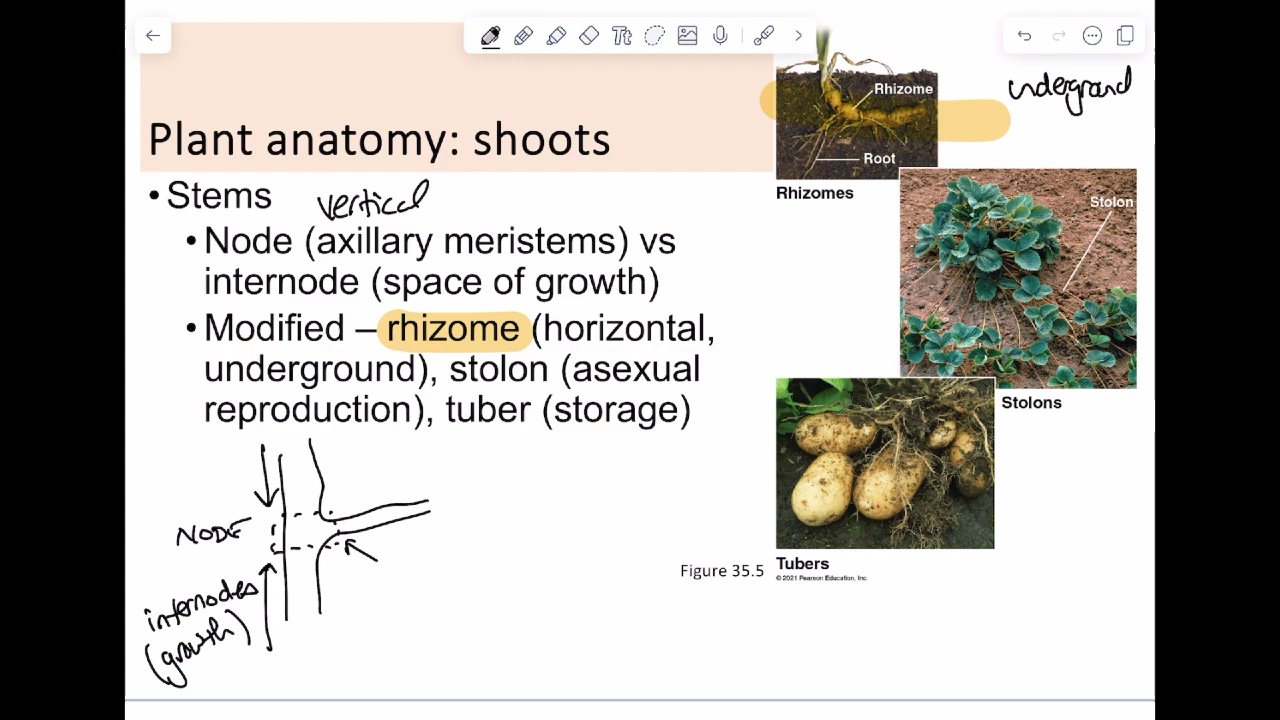 Tt
undergrand
Rhizome
Root
Rhizomes
Plant anatomy: shoots
• Stems
vertical
• Node (axillary meristems) vs
internode (space of growth)
• Modified – rhizome (horizontal,
underground), stolon (asexual
reproduction), tuber (storage)
Stolon
Stolons
NODE
internodes
(growth)
Figure 35.5
Tubers
© 2021 Pearson Education, Inc.